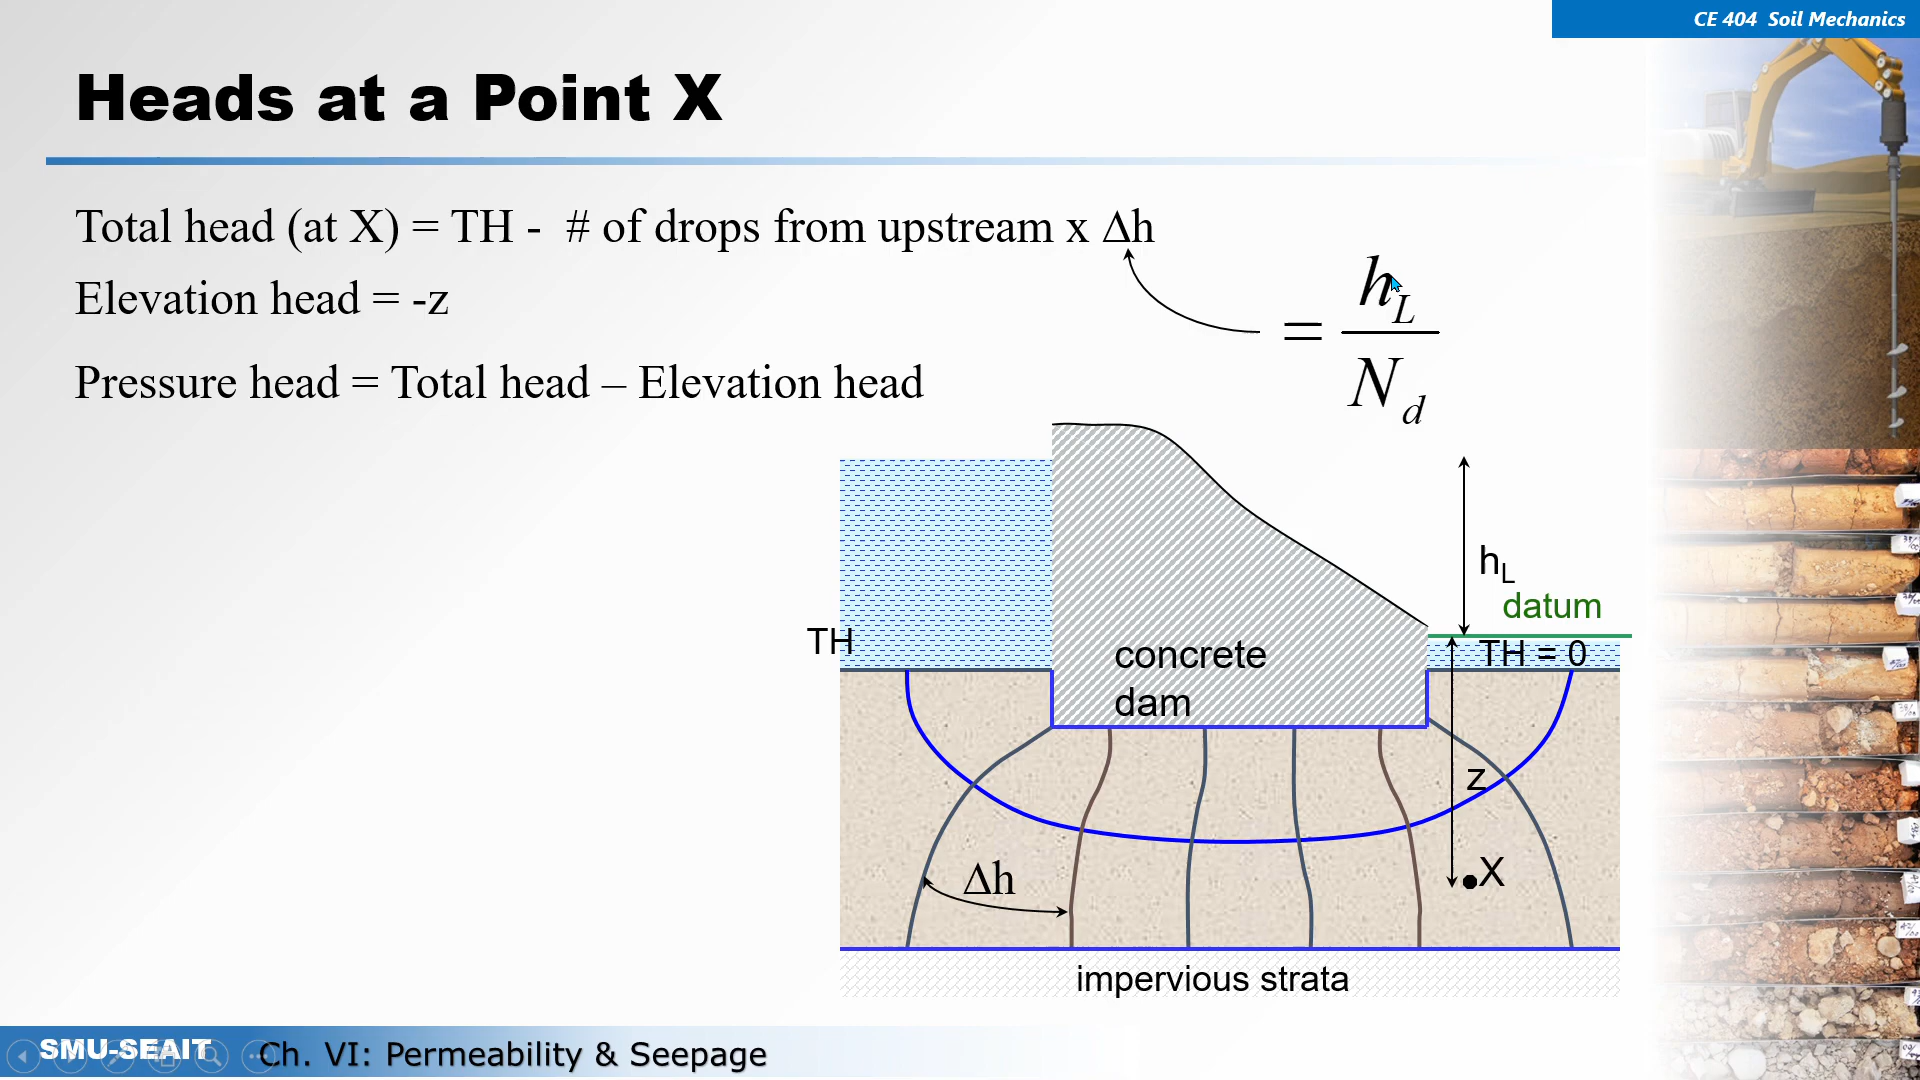 CE 404 Soil Mechanics
Heads at a Point X
Total head (at X) = TH - # of drops from upstream x Δh
Elevation head = -z
Pressure head = Total head – Elevation head
= h_L / N_d
h_L
datum
TH
TH = 0
concrete
dam
z
Δh
X
impervious strata
SMU-SEAIT
Ch. VI: Permeability & Seepage